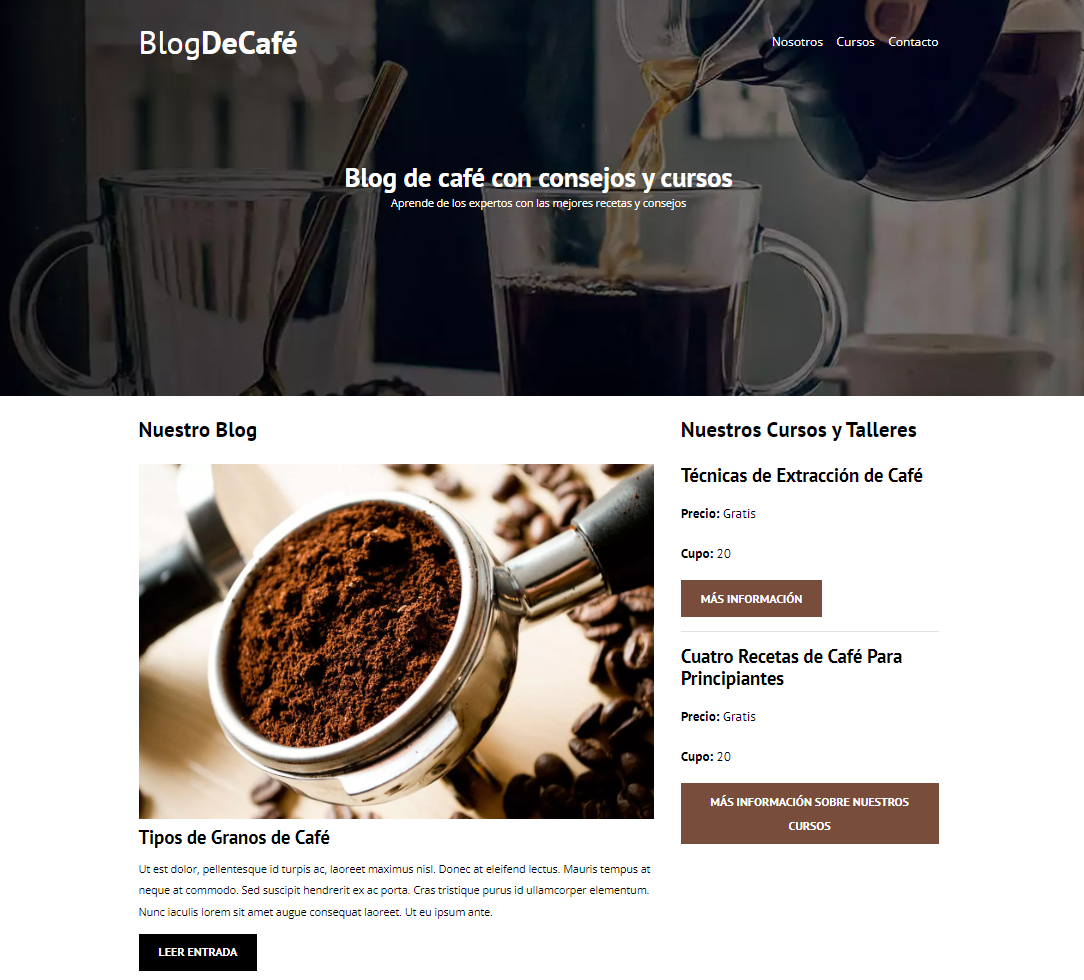 BlogDeCafé
Nosotros Cursos Contacto
Blog de café con consejos y cursos
Aprende de los expertos con las mejores recetas y consejos
Nuestro Blog
Tipos de Granos de Café
Ut est dolor, pellentesque id turpis ac, laoreet maximus nisl. Donec at eleifend lectus. Mauris tempus at
neque at commodo. Sed suscipit hendrerit ex ac porta. Cras tristique purus id ullamcorper elementum.
Nunc iaculis lorem sit amet augue consequat laoreet. Ut eu ipsum ante.
LEER ENTRADA
Nuestros Cursos y Talleres
Técnicas de Extracción de Café
Precio: Gratis
Cupo: 20
MÁS INFORMACIÓN
Cuatro Recetas de Café Para
Principiantes
Precio: Gratis
Cupo: 20
MÁS INFORMACIÓN SOBRE NUESTROS
CURSOS